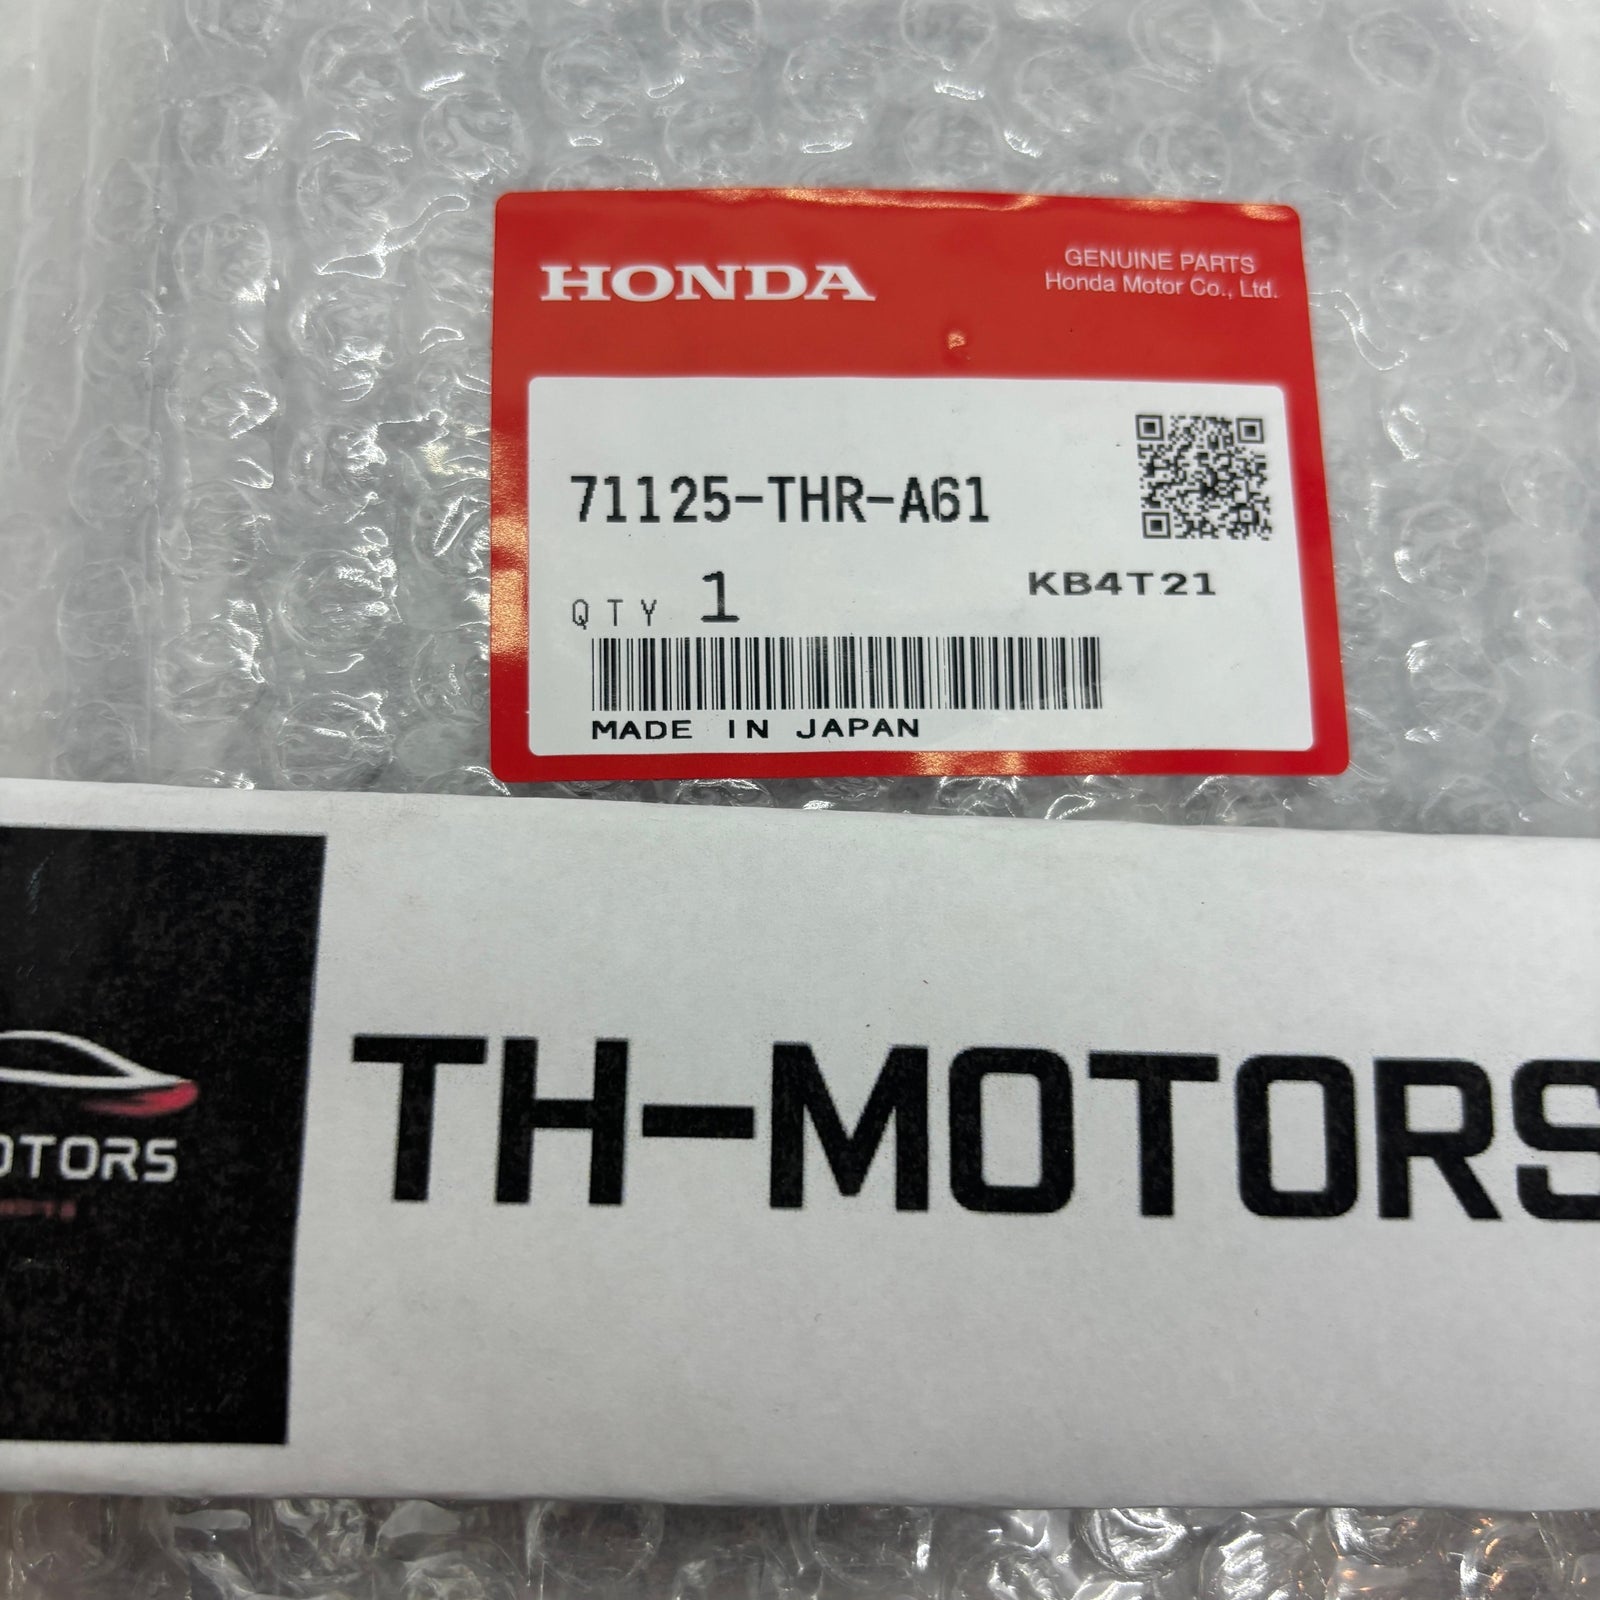 HONDA
GENUINE PARTS
Honda Motor Co., Ltd.
71125-THR-A61
QTY 1
KB4T21
MADE IN JAPAN
TH-MOTORS
OTORS